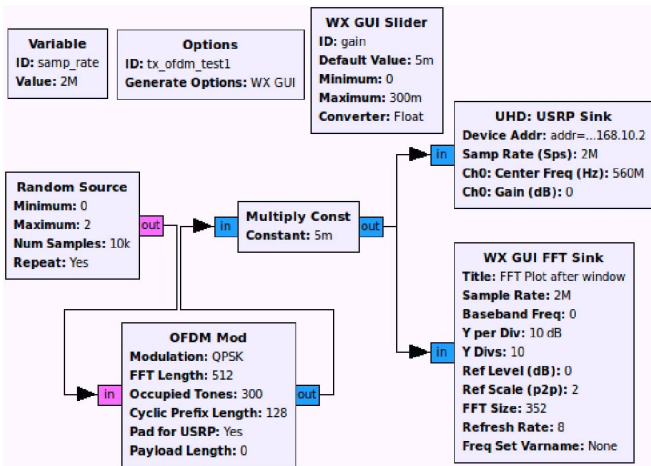 Variable
ID: samp_rate
Value: 2M
Options
ID: tx_ofdm_test1
Generate Options: WX GUI
WX GUI Slider
ID: gain
Default Value: 5m
Minimum: 0
Maximum: 300m
Converter: Float
UHD: USRP Sink
Device Addr: addr=...168.10.2
Samp Rate (Sps): 2M
Ch0: Center Freq (Hz): 560M
Ch0: Gain (dB): 0
in
Random Source
Minimum: 0
Maximum: 2
Num Samples: 10k
Repeat: Yes
out
in
Multiply Const
Constant: 5m
out
WX GUI FFT Sink
Title: FFT Plot after window
Sample Rate: 2M
Baseband Freq: 0
Y per Div: 10 dB
Y Divs: 10
Ref Level (dB): 0
Ref Scale (p2p): 2
FFT Size: 352
Refresh Rate: 8
Freq Set Varname: None
in
OFDM Mod
Modulation: QPSK
FFT Length: 512
Occupied Tones: 300
Cyclic Prefix Length: 128
Pad for USRP: Yes
Payload Length: 0
in
out